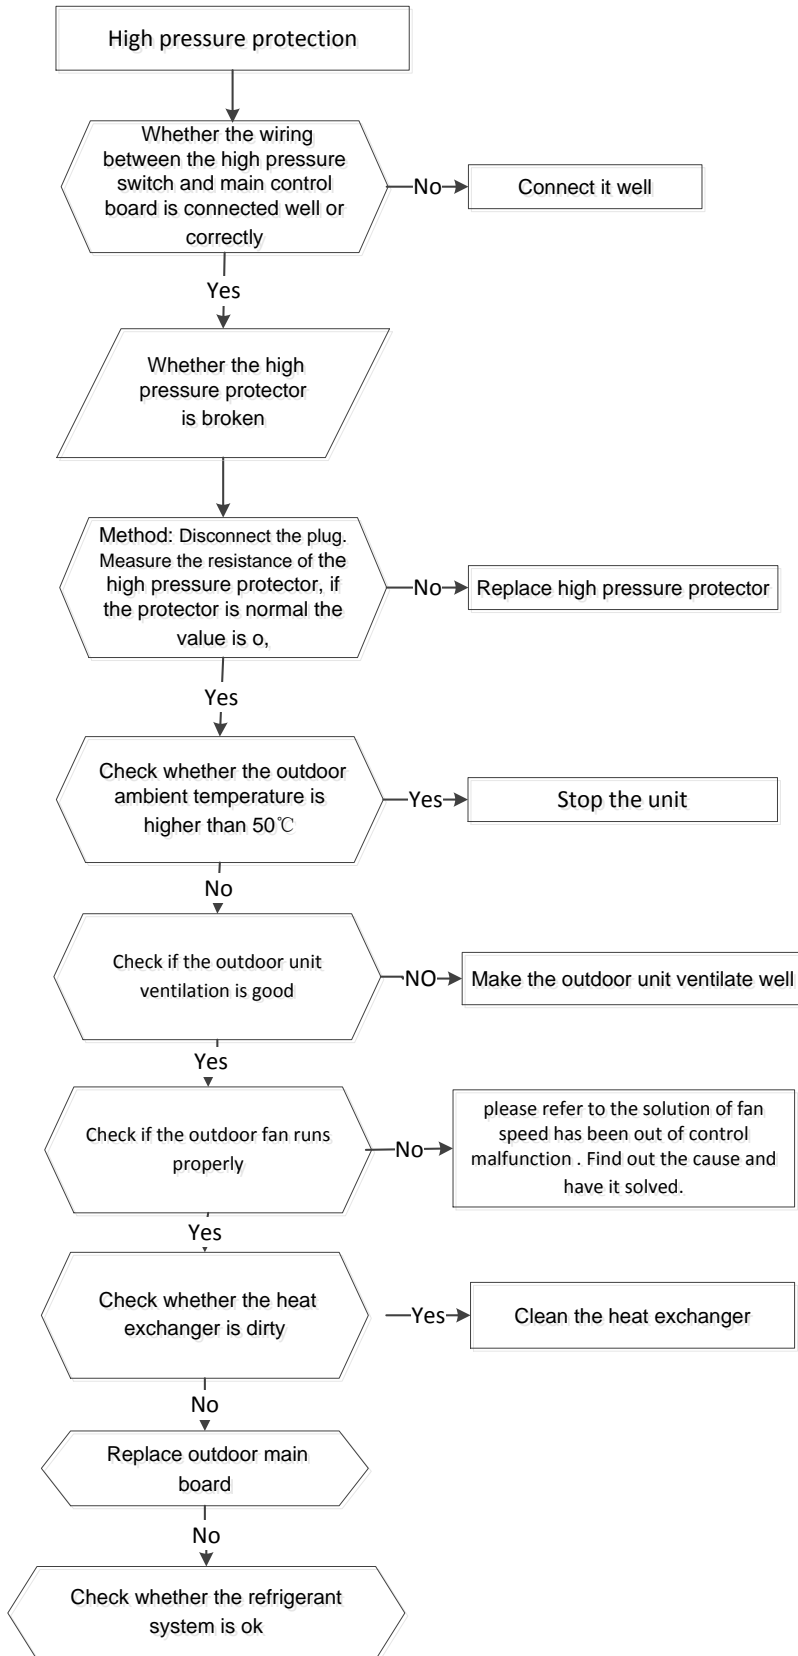 High pressure protection
Whether the wiring
between the high pressure
switch and main control
board is connected well or
correctly
No
Connect it well
Yes
Whether the high
pressure protector
is broken
Method: Disconnect the plug.
Measure the resistance of the
high pressure protector, if
the protector is normal the
value is o,
No
Replace high pressure protector
Yes
Check whether the outdoor
ambient temperature is
higher than 50℃
Yes
Stop the unit
No
Check if the outdoor unit
ventilation is good
NO
Make the outdoor unit ventilate well
Yes
Check if the outdoor fan runs
properly
No
please refer to the solution of fan
speed has been out of control
malfunction . Find out the cause and
have it solved.
Yes
Check whether the heat
exchanger is dirty
Yes
Clean the heat exchanger
No
Replace outdoor main
board
No
Check whether the refrigerant
system is ok